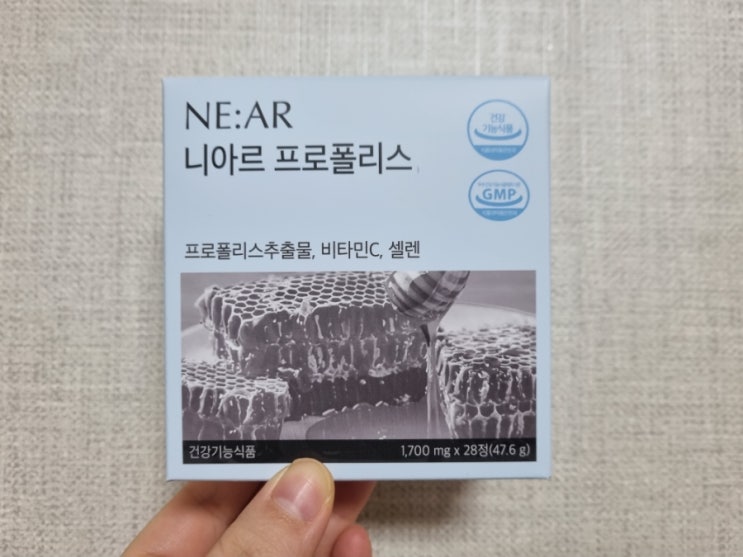 NE:AR
니아르 프로폴리스
건강
기능식품
GMP
프로폴리스추출물, 비타민C, 셀렌
건강기능식품
1,700 mg x 28정(47.6 g)